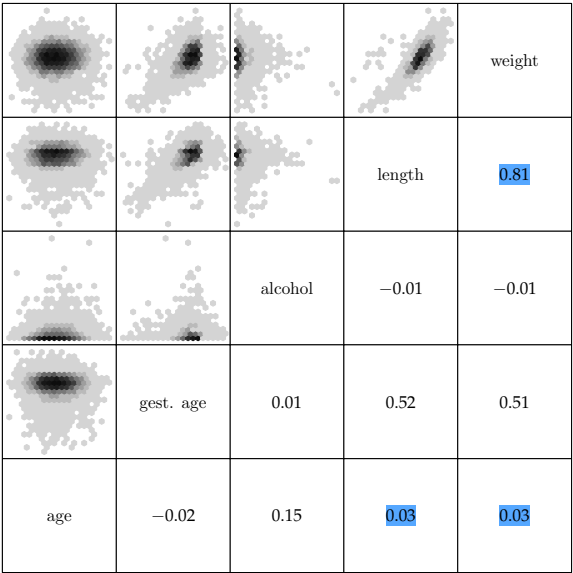 weight
length 0.81
alcohol −0.01 −0.01
gest. age 0.01 0.52 0.51
age −0.02 0.15 0.03 0.03